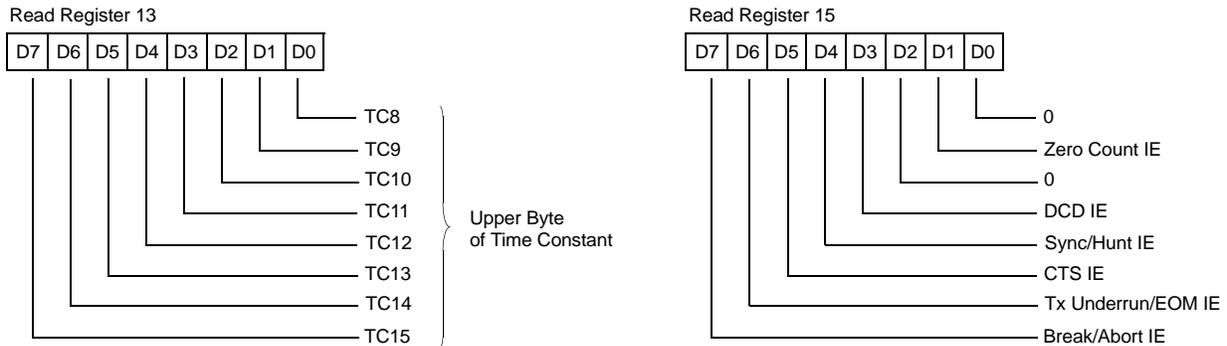 Read Register 13
D7 D6 D5 D4 D3 D2 D1 D0
TC8
TC9
TC10
TC11
TC12
TC13
TC14
TC15
Upper Byte
of Time Constant
Read Register 15
D7 D6 D5 D4 D3 D2 D1 D0
0
Zero Count IE
0
DCD IE
Sync/Hunt IE
CTS IE
Tx Underrun/EOM IE
Break/Abort IE